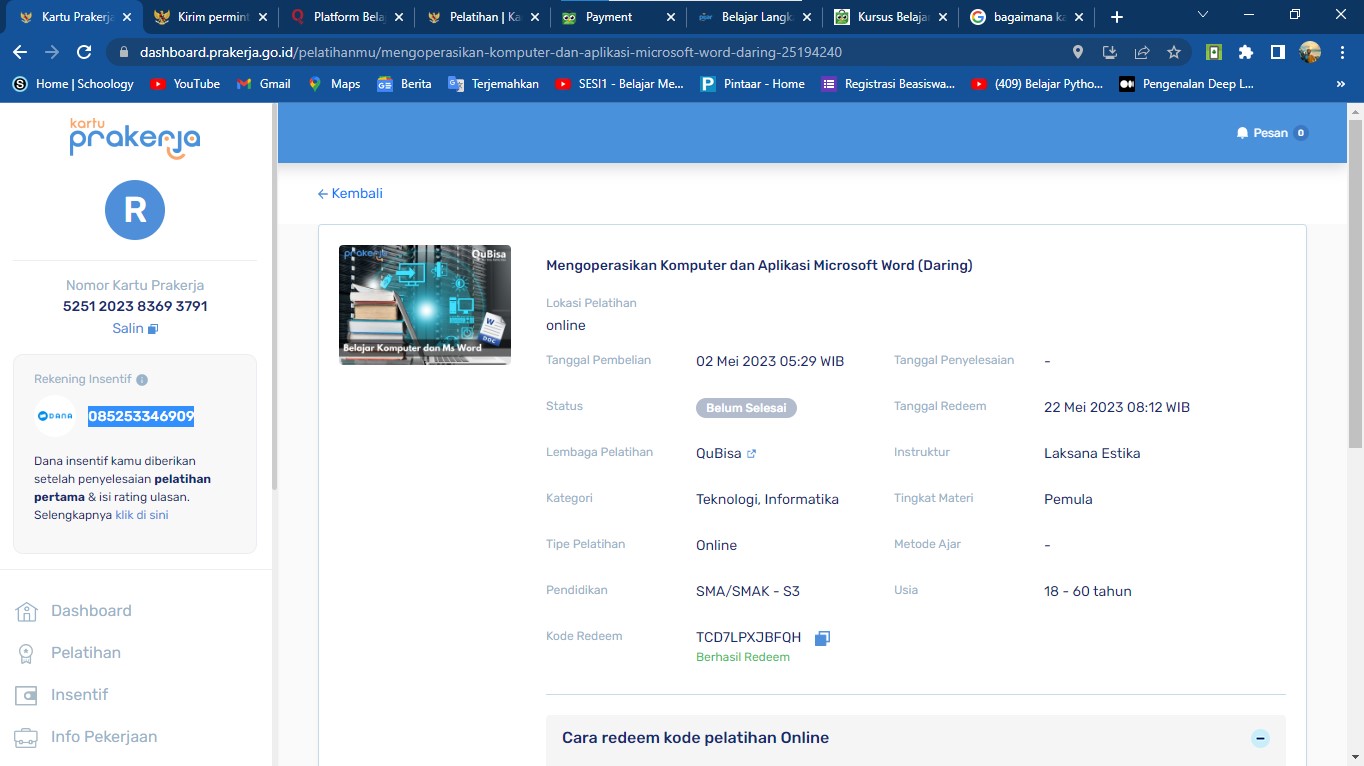 Kartu Prakerja
Kirim permint
Platform Bela
Pelatihan | Ka
Payment
Belajar Langk
Kursus Belaja
bagaimana ka
dashboard.prakerja.go.id/pelatihanmu/mengoperasikan-komputer-dan-aplikasi-microsoft-word-daring-25194240
Home | Schoology
YouTube
Gmail
Maps
Berita
Terjemahkan
SESI1 - Belajar Me...
Pintaar - Home
Registrasi Beasiswa...
(409) Belajar Pytho...
Pengenalan Deep L...
»
kartu
prakerja
R
Nomor Kartu Prakerja
5251 2023 8369 3791
Salin
Rekening Insentif
DANA 085253346909
Dana insentif kamu diberikan
setelah penyelesaian pelatihan
pertama & isi rating ulasan.
Selengkapnya klik di sini
Dashboard
Pelatihan
Insentif
Info Pekerjaan
Pesan 0
← Kembali
prakerja
QuBisa
W
DOC
Belajar Komputer dan Ms Word
Mengoperasikan Komputer dan Aplikasi Microsoft Word (Daring)
Lokasi Pelatihan
online
Tanggal Pembelian 02 Mei 2023 05:29 WIB Tanggal Penyelesaian -
Status Belum Selesai Tanggal Redeem 22 Mei 2023 08:12 WIB
Lembaga Pelatihan QuBisa Instruktur Laksana Estika
Kategori Teknologi, Informatika Tingkat Materi Pemula
Tipe Pelatihan Online Metode Ajar -
Pendidikan SMA/SMAK - S3 Usia 18 - 60 tahun
Kode Redeem TCD7LPXJBFQH
Berhasil Redeem
Cara redeem kode pelatihan Online